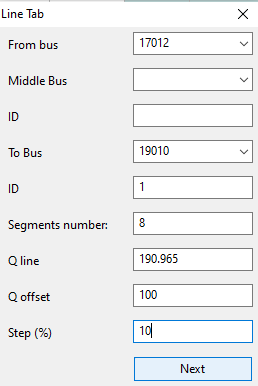 Line Tab
From bus 17012
Middle Bus
ID
To Bus 19010
ID 1
Segments number: 8
Q line 190.965
Q offset 100
Step (%) 10
Next